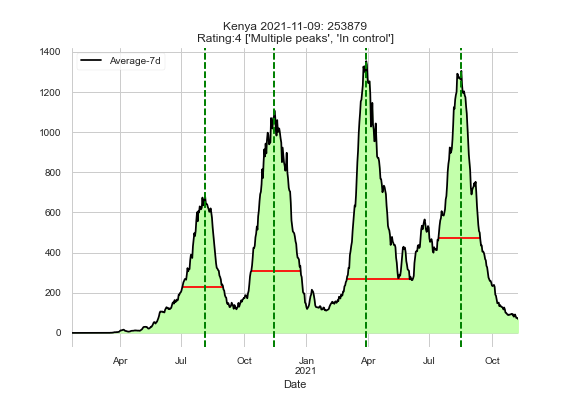 Kenya 2021-11-09: 253879
Rating:4 ['Multiple peaks', 'In control']
1400
Average-7d
1200
1000
800
600
400
200
0
Apr Jul Oct Jan Apr Jul Oct
2021
Date